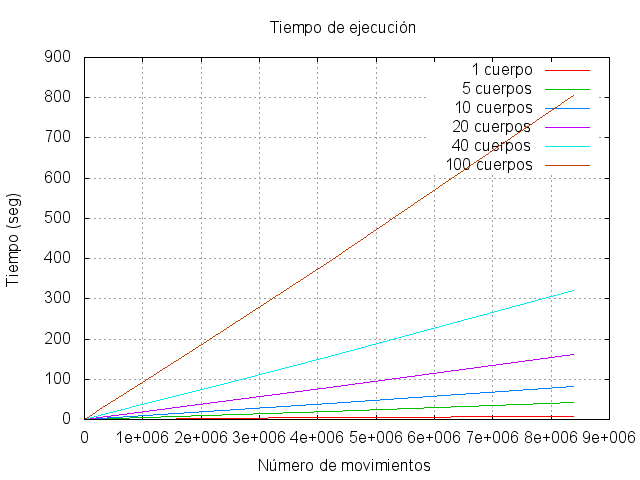 Tiempo de ejecución
900
800
700
600
500
400
300
200
100
0
Tiempo (seg)
1 cuerpo
5 cuerpos
10 cuerpos
20 cuerpos
40 cuerpos
100 cuerpos
0 1e+006 2e+006 3e+006 4e+006 5e+006 6e+006 7e+006 8e+006 9e+006
Número de movimientos